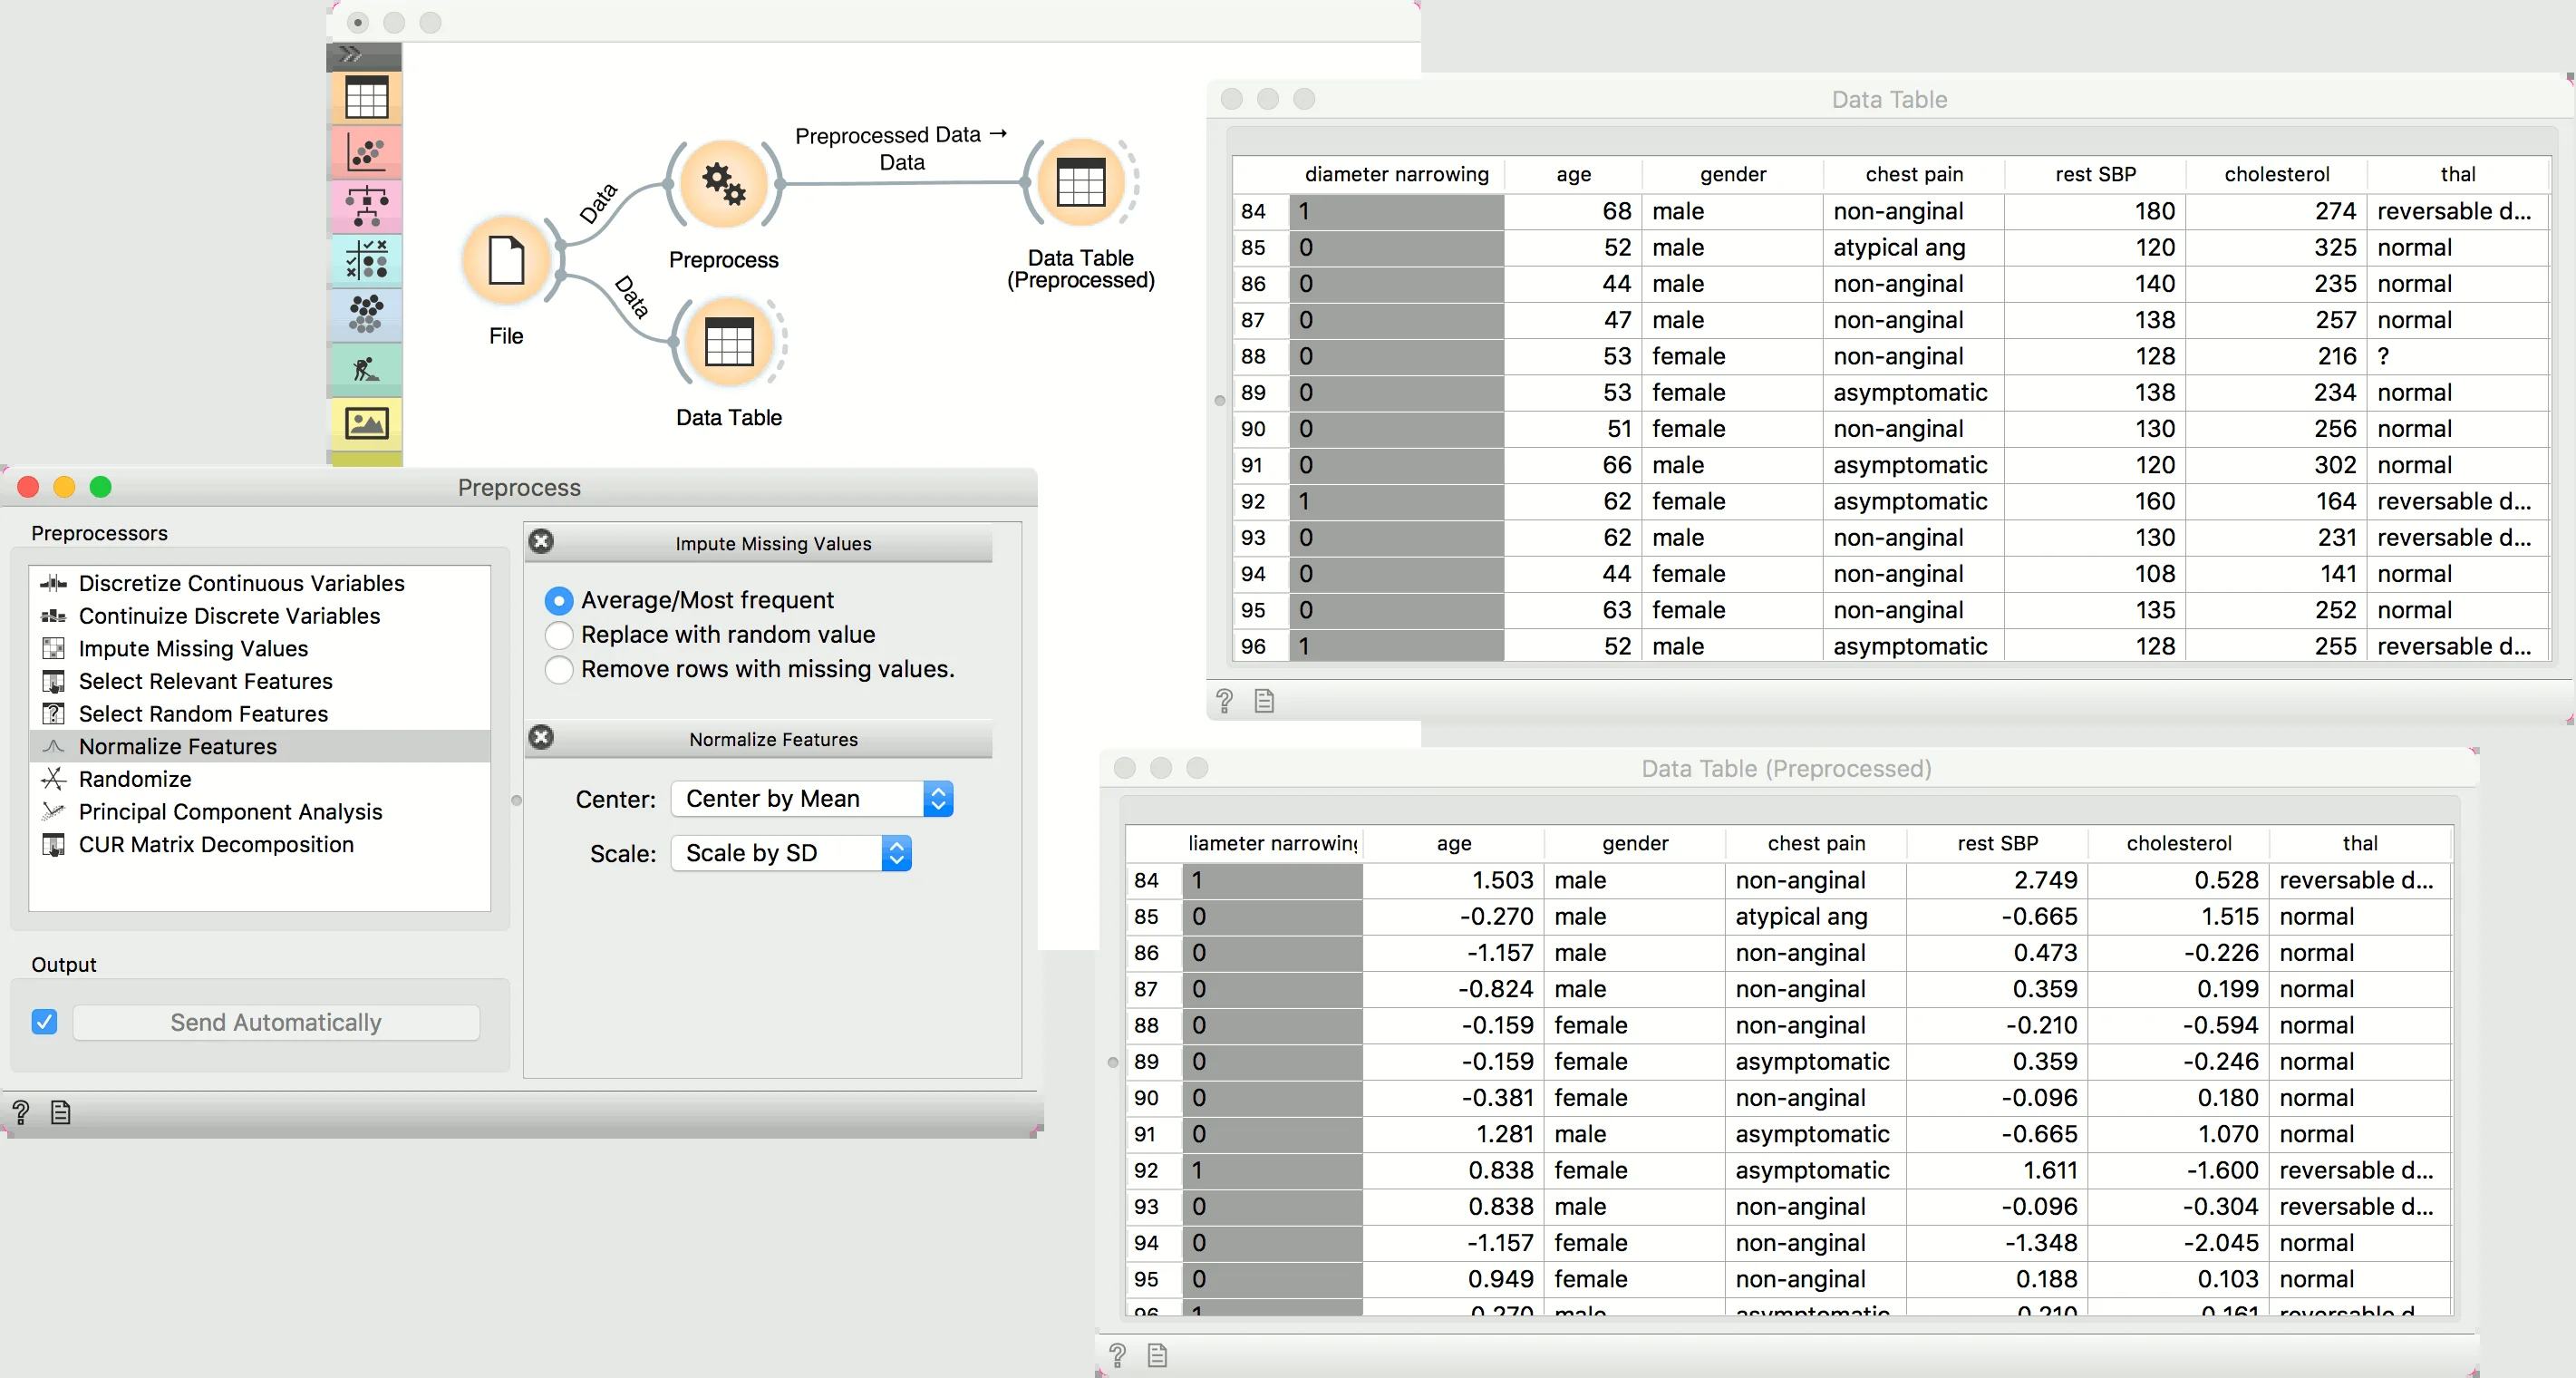 Data
Preprocessed Data →
Data
File
Preprocess
Data
Data Table
Data Table
(Preprocessed)
Preprocess
Preprocessors
Discretize Continuous Variables
Continuize Discrete Variables
Impute Missing Values
Select Relevant Features
Select Random Features
Normalize Features
Randomize
Principal Component Analysis
CUR Matrix Decomposition
Output
Send Automatically
Impute Missing Values
Average/Most frequent
Replace with random value
Remove rows with missing values.
Normalize Features
Center: Center by Mean
Scale: Scale by SD
Data Table
diameter narrowing age gender chest pain rest SBP cholesterol thal
84 1 68 male non-anginal 180 274 reversable d...
85 0 52 male atypical ang 120 325 normal
86 0 44 male non-anginal 140 235 normal
87 0 47 male non-anginal 138 257 normal
88 0 53 female non-anginal 128 216 ?
89 0 53 female asymptomatic 138 234 normal
90 0 51 female non-anginal 130 256 normal
91 0 66 male asymptomatic 120 302 normal
92 1 62 female asymptomatic 160 164 reversable d...
93 0 62 male non-anginal 130 231 reversable d...
94 0 44 female non-anginal 108 141 normal
95 0 63 female non-anginal 135 252 normal
96 1 52 male asymptomatic 128 255 reversable d...
Data Table (Preprocessed)
liameter narrowing age gender chest pain rest SBP cholesterol thal
84 1 1.503 male non-anginal 2.749 0.528 reversable d...
85 0 -0.270 male atypical ang -0.665 1.515 normal
86 0 -1.157 male non-anginal 0.473 -0.226 normal
87 0 -0.824 male non-anginal 0.359 0.199 normal
88 0 -0.159 female non-anginal -0.210 -0.594 normal
89 0 -0.159 female asymptomatic 0.359 -0.246 normal
90 0 -0.381 female non-anginal -0.096 0.180 normal
91 0 1.281 male asymptomatic -0.665 1.070 normal
92 1 0.838 female asymptomatic 1.611 -1.600 reversable d...
93 0 0.838 male non-anginal -0.096 -0.304 reversable d...
94 0 -1.157 female non-anginal -1.348 -2.045 normal
95 0 0.949 female non-anginal 0.188 0.103 normal
96 1 male asymptomatic